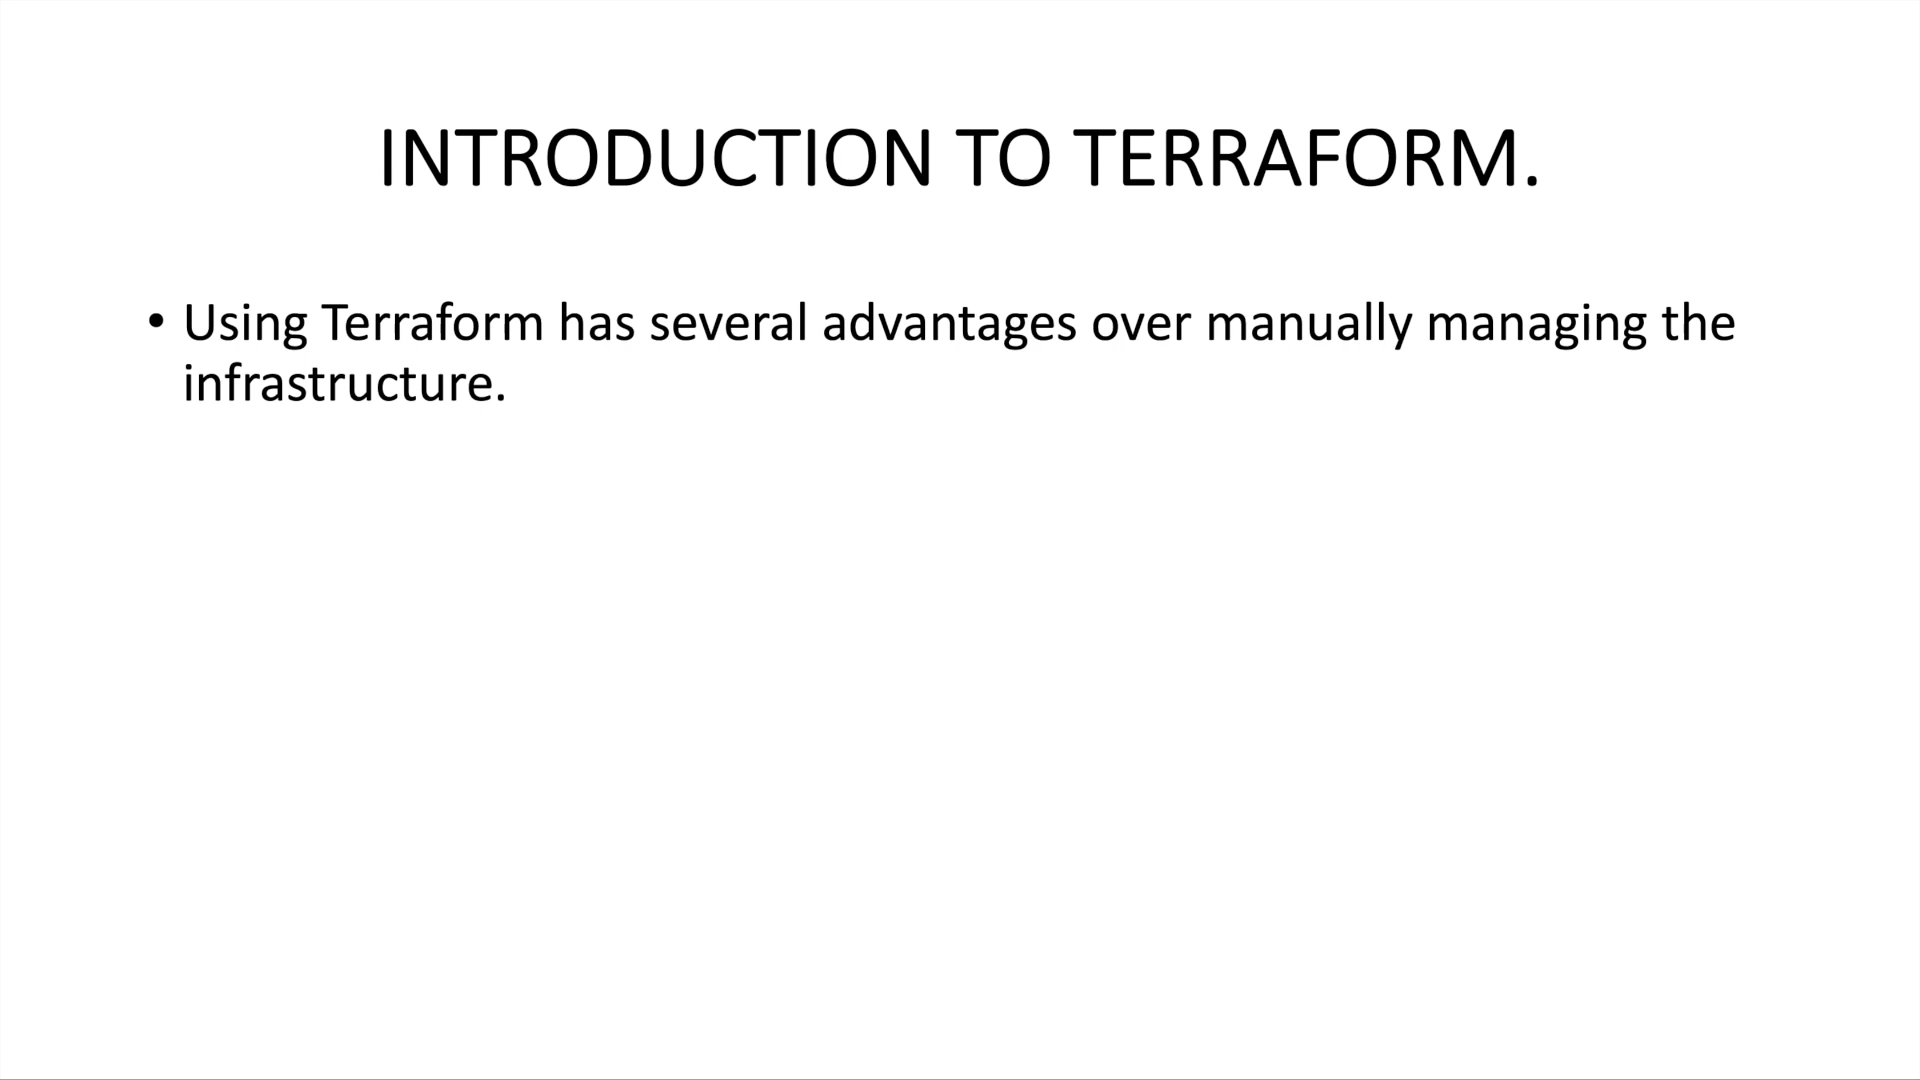 INTRODUCTION TO TERRAFORM.
• Using Terraform has several advantages over manually managing the
infrastructure.